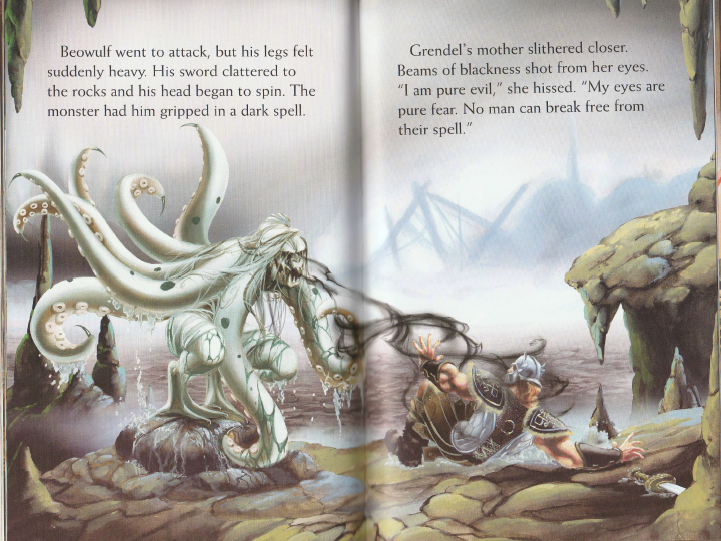 Beowulf went to attack, but his legs felt
suddenly heavy. His sword clattered to
the rocks and his head began to spin. The
monster had him gripped in a dark spell.
Grendel's mother slithered closer.
Beams of blackness shot from her eyes.
"I am pure evil," she hissed. "My eyes are
pure fear. No man can break free from
their spell."